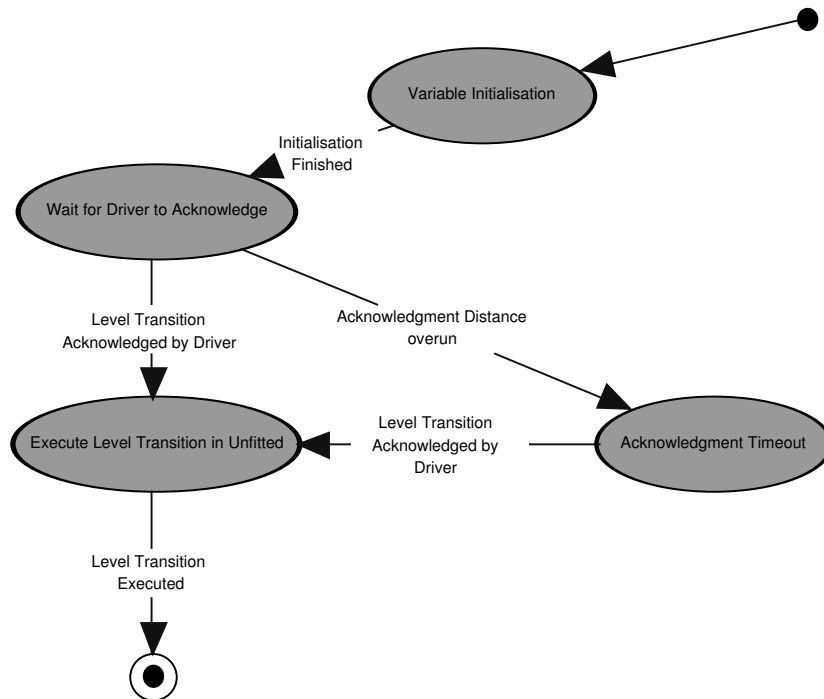 Variable Initialisation
Initialisation
Finished
Wait for Driver to Acknowledge
Level Transition
Acknowledged by Driver
Acknowledgment Distance
overun
Execute Level Transition in Unfitted
Level Transition
Acknowledged by
Driver
Acknowledgment Timeout
Level Transition
Executed